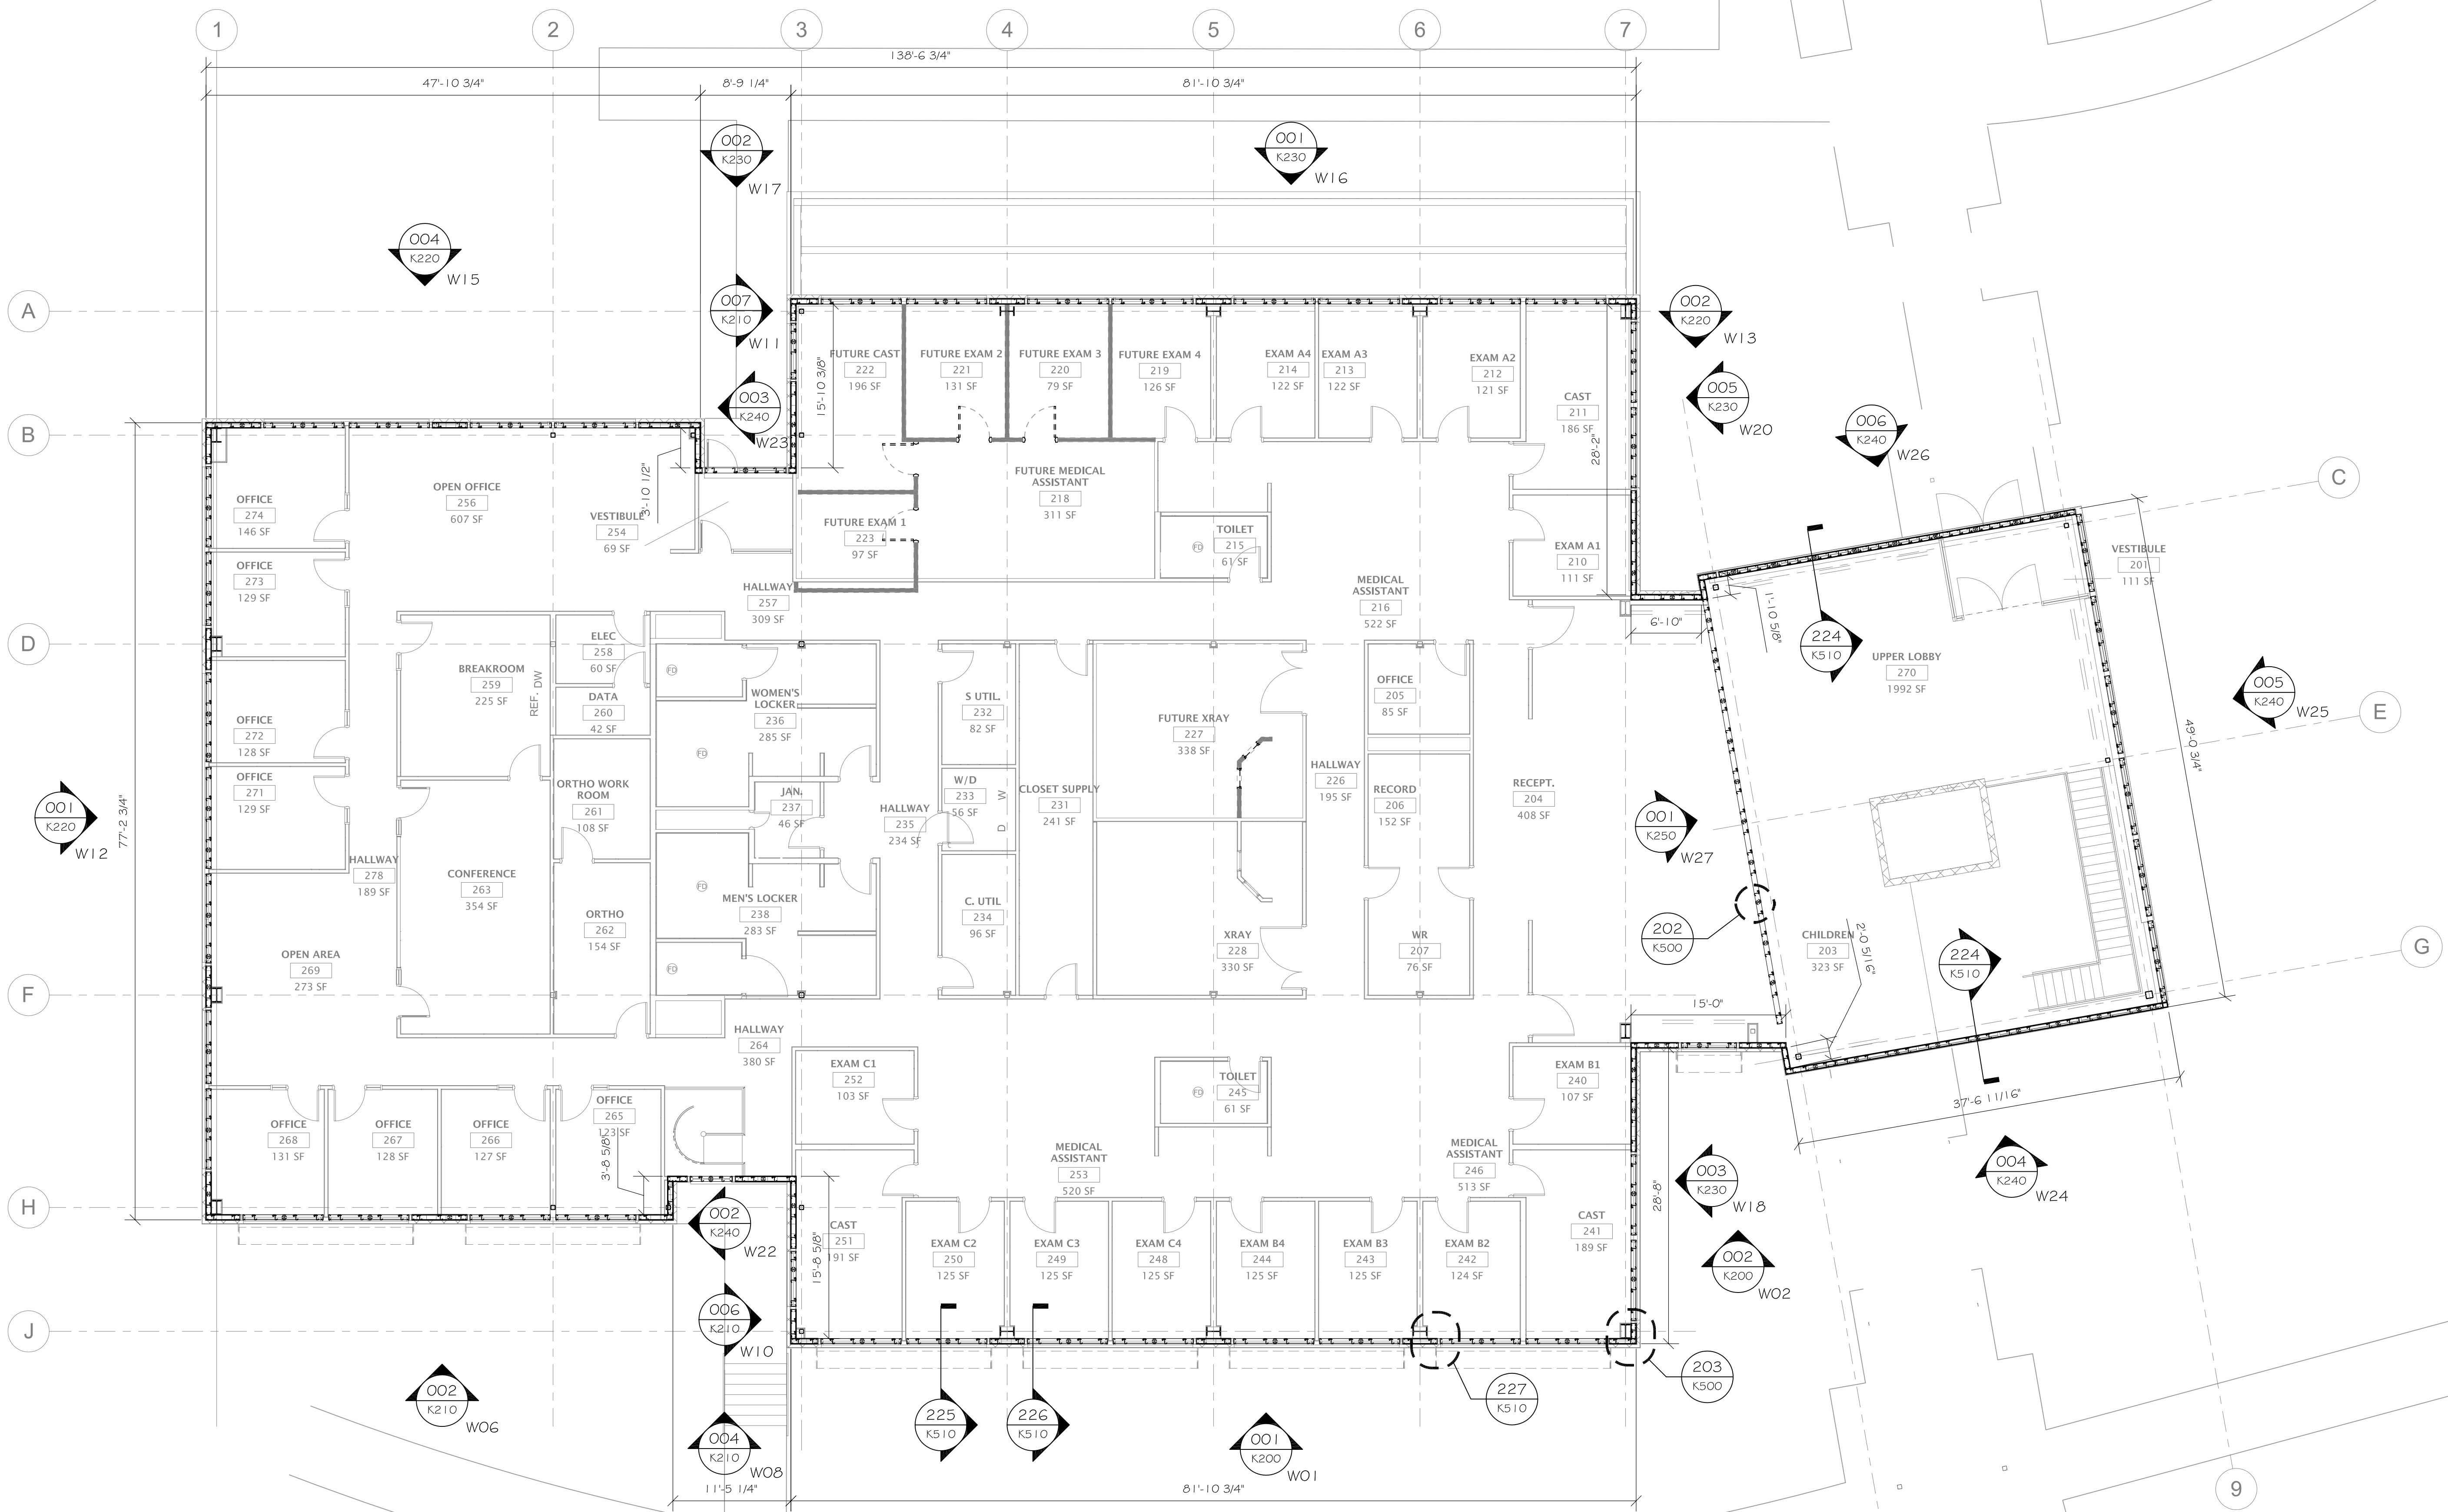 1
2
3
4
5
6
7
138'-6 3/4"
47'-10 3/4"
8'-9 1/4"
81'-10 3/4"
002
K230
W17
001
K230
W16
004
K220
W15
007
K210
W11
002
K220
W13
A
003
K240
W23
15'-10 3/8"
FUTURE CAST
222
196 SF
FUTURE EXAM 2
221
131 SF
FUTURE EXAM 3
220
79 SF
FUTURE EXAM 4
219
126 SF
EXAM A4
214
122 SF
EXAM A3
213
122 SF
EXAM A2
212
121 SF
CAST
211
186 SF
28'-2"
005
K230
W20
006
K240
W26
B
C
OFFICE
274
146 SF
OPEN OFFICE
256
607 SF
VESTIBULE
254
69 SF
3'-10 1/2"
FUTURE MEDICAL
ASSISTANT
218
311 SF
FUTURE EXAM 1
223
97 SF
TOILET
215
61 SF
FD
EXAM A1
210
111 SF
VESTIBULE
201
111 SF
OFFICE
273
129 SF
HALLWAY
257
309 SF
MEDICAL
ASSISTANT
216
522 SF
6'-10"
1'-10 5/8"
224
K510
UPPER LOBBY
270
1992 SF
D
ELEC
258
60 SF
BREAKROOM
259
225 SF
REF.
DW
DATA
260
42 SF
FD
WOMEN'S
LOCKER
236
285 SF
FD
S UTIL.
232
82 SF
FUTURE XRAY
227
338 SF
OFFICE
205
85 SF
005
K240
W25
E
49'-0 3/4"
OFFICE
272
128 SF
OFFICE
271
129 SF
ORTHO WORK
ROOM
261
108 SF
JAN.
237
46 SF
HALLWAY
235
234 SF
W/D
233
56 SF
W
D
CLOSET SUPPLY
231
241 SF
HALLWAY
226
195 SF
RECORD
206
152 SF
RECEPT.
204
408 SF
001
K250
W27
001
K220
W12
77'-2 3/4"
HALLWAY
278
189 SF
CONFERENCE
263
354 SF
ORTHO
262
154 SF
FD
MEN'S LOCKER
238
283 SF
FD
C. UTIL
234
96 SF
XRAY
228
330 SF
WR
207
76 SF
202
K500
CHILDREN
203
323 SF
2'-0 5/16"
224
K510
G
OPEN AREA
269
273 SF
F
15'-0"
HALLWAY
264
380 SF
EXAM C1
252
103 SF
TOILET
245
61 SF
FD
EXAM B1
240
107 SF
37'-6 11/16"
OFFICE
268
131 SF
OFFICE
267
128 SF
OFFICE
266
127 SF
OFFICE
265
123 SF
3'-8 5/8"
MEDICAL
ASSISTANT
253
520 SF
MEDICAL
ASSISTANT
246
513 SF
003
K230
W18
004
K240
W24
28'-8"
H
002
K240
W22
CAST
251
191 SF
15'-8 5/8"
EXAM C2
250
125 SF
EXAM C3
249
125 SF
EXAM C4
248
125 SF
EXAM B4
244
125 SF
EXAM B3
243
125 SF
EXAM B2
242
124 SF
CAST
241
189 SF
002
K200
W02
J
006
K210
W10
203
K500
227
K510
002
K210
W06
225
K510
226
K510
004
K210
W08
001
K200
W01
11'-5 1/4"
81'-10 3/4"
9